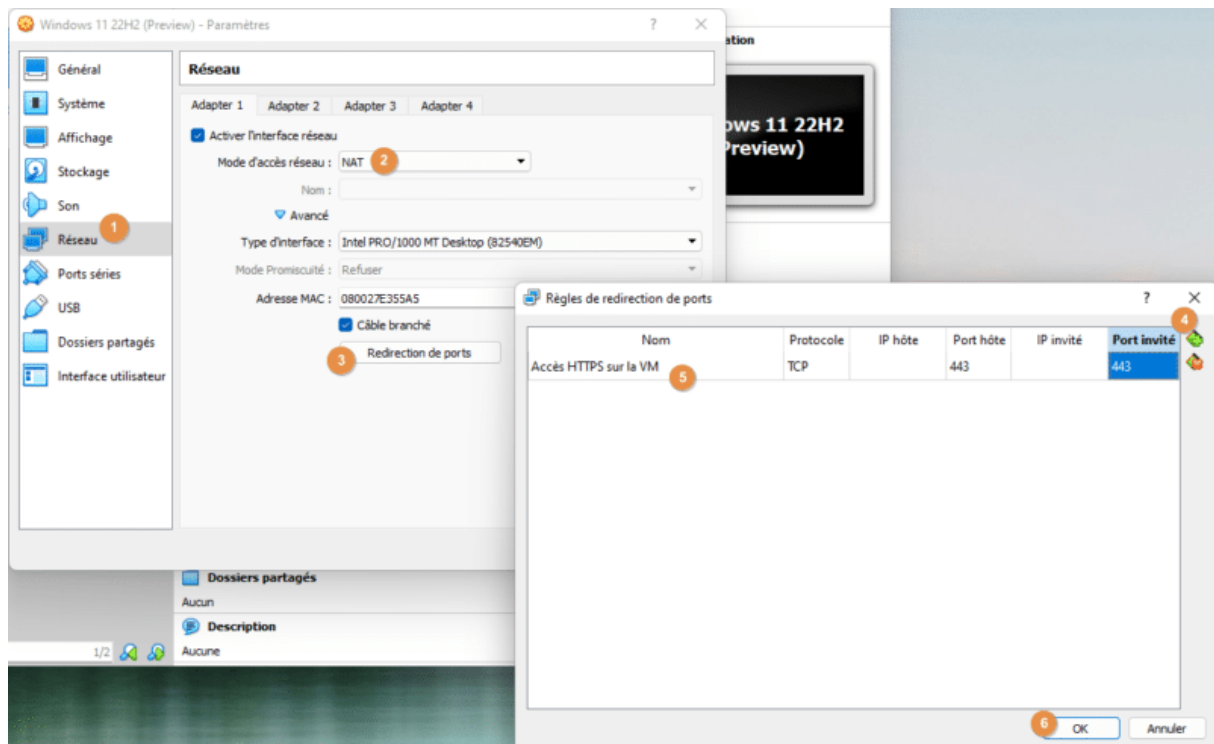 Windows 11 22H2 (Preview) - Paramètres ? ×
ation
Général
Système
Affichage
Stockage
Son
1
Réseau
Ports séries
USB
Dossiers partagés
Interface utilisateur
Réseau
Adapter 1 Adapter 2 Adapter 3 Adapter 4
Activer l'interface réseau
Mode d'accès réseau : NAT 2
Nom :
Avancé
Type d'interface : Intel PRO/1000 MT Desktop (82540EM)
Mode Promiscuité : Refuser
Adresse MAC : 080027E355A5
Câble branché
3 Redirection de ports
ows 11 22H2
Preview)
Règles de redirection de ports ? ×
4
Nom Protocole IP hôte Port hôte IP invité Port invité
Accès HTTPS sur la VM TCP 443 443
5
6 OK Annuler
Dossiers partagés
Aucun
Description
Aucune
1/2